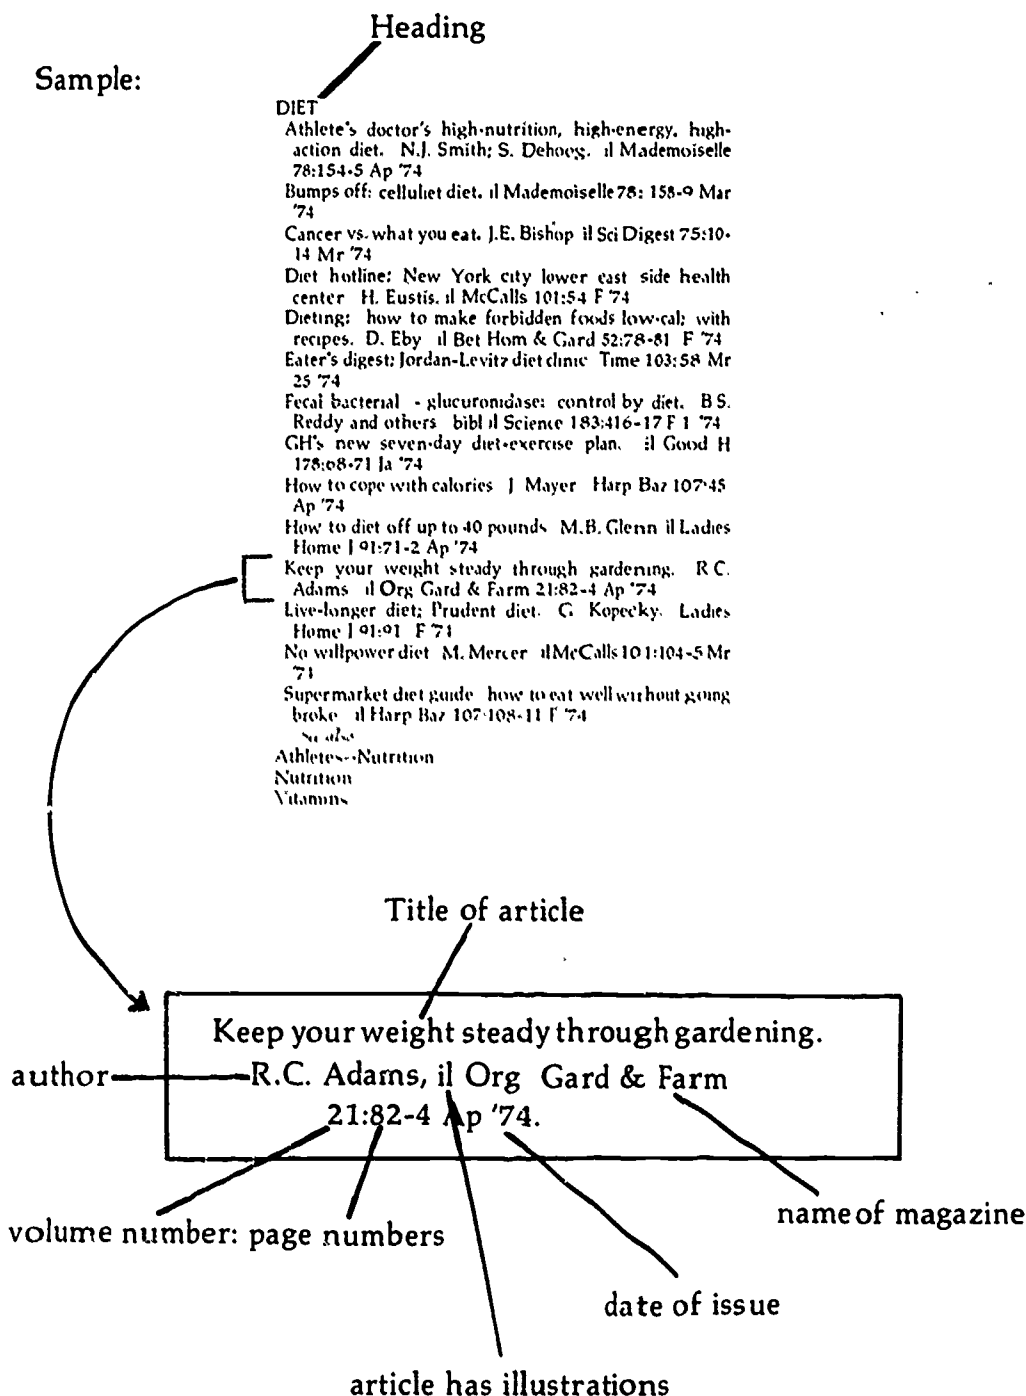 Heading
Sample:
DIET
Athlete's doctor's high-nutrition, high-energy, high-
action diet. N.J. Smith; S. il Mademoiselle
78:154-5 Ap '74
Bumps off: celluliet diet. il Mademoiselle 78: 158-9 Mar
'74
Cancer vs. what you eat. J.E. Bishop il Sci Digest 75:10-
14 Mr '74
Diet hotline: New York city lower east side health
center H. Eustis. il McCalls 101:54 F '74
Dieting: how to make forbidden foods low-cal; with
recipes. D. Eby il Bet Hom & Gard 52:78-81 F '74
Eater's digest; Jordan-Levitz diet clinic Time 103:58 Mr
25 '74
Fecal bacterial - glucuronidase: control by diet. B S.
Reddy and others bibl il Science 183:416-17 F 1 '74
GH's new seven-day diet-exercise plan. il Good H
178:68-71 Ja '74
How to cope with calories J Mayer Harp Baz 107:45
Ap '74
How to diet off up to 40 pounds M.B. Glenn il Ladies
Home J 91:71-2 Ap '74
Keep your weight steady through gardening. R C.
Adams il Org Gard & Farm 21:82-4 Ap '74
Live-longer diet; Prudent diet. G Kopecky. Ladies
Home J 91:91 F '74
No willpower diet M. Mercer il McCalls 101:104-5 Mr
'74
Supermarket diet guide how to eat well without going
broke il Harp Baz 107:108-11 F '74
Athletes--Nutrition
Nutrition
Vitamins
Title of article
Keep your weight steady through gardening.
author R.C. Adams, il Org Gard & Farm
21:82-4 Ap '74.
volume number: page numbers
name of magazine
date of issue
article has illustrations